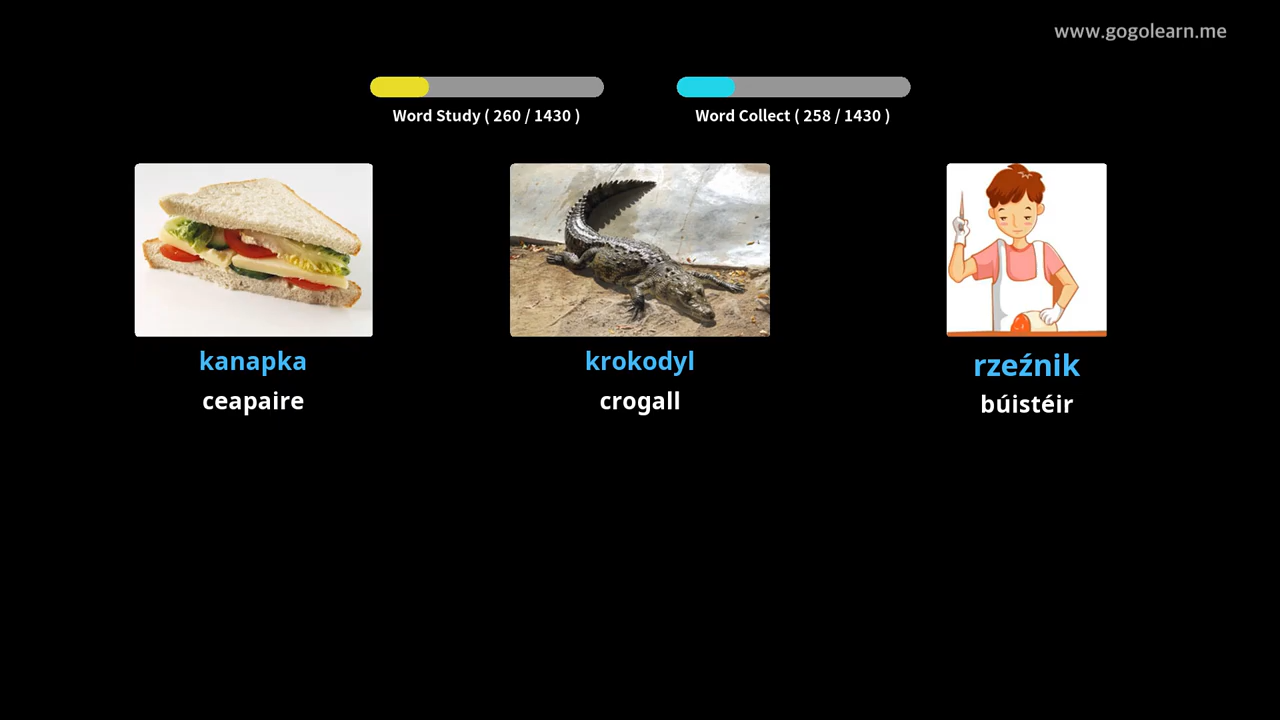 www.gogolearn.me
Word Study ( 260 / 1430 )
Word Collect ( 258 / 1430 )
kanapka
krokodyl
rzeźnik
ceapaire
crogall
búistéir